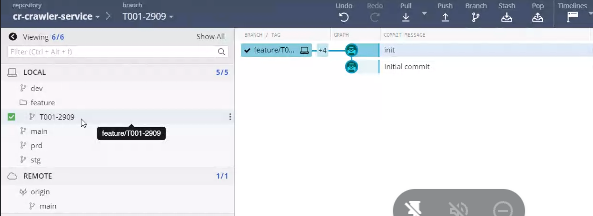 repository
branch
cr-crawler-service
T001-2909
Undo
Redo
Pull
Push
Branch
Stash
Pop
Timelines
Viewing 6/6
Show All
Filter (Ctrl + Alt + f)
LOCAL
5/5
dev
feature
T001-2909
feature/T001-2909
main
prd
stg
REMOTE
1/1
origin
main
BRANCH / TAG
GRAPH
COMMIT MESSAGE
feature/T0...
+4
init
Initial commit